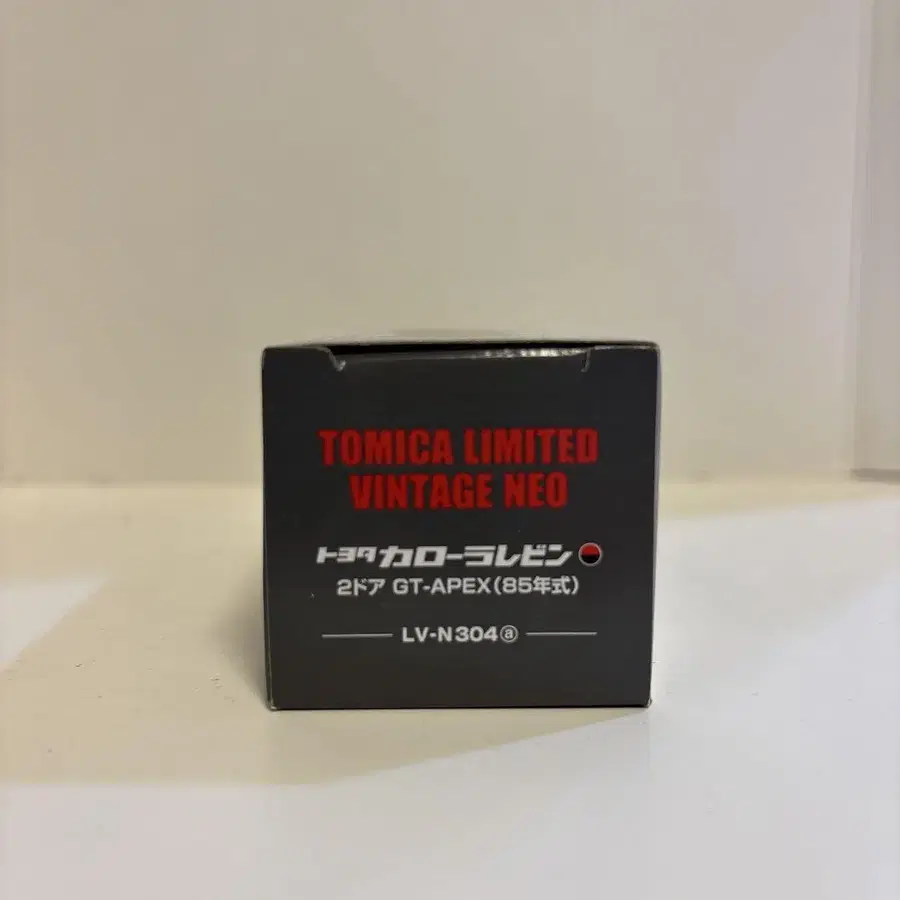 TOMICA LIMITED
VINTAGE NEO
トヨタ カローラレビン
2ドア GT-APEX(85年式)
LV-N304ⓐ